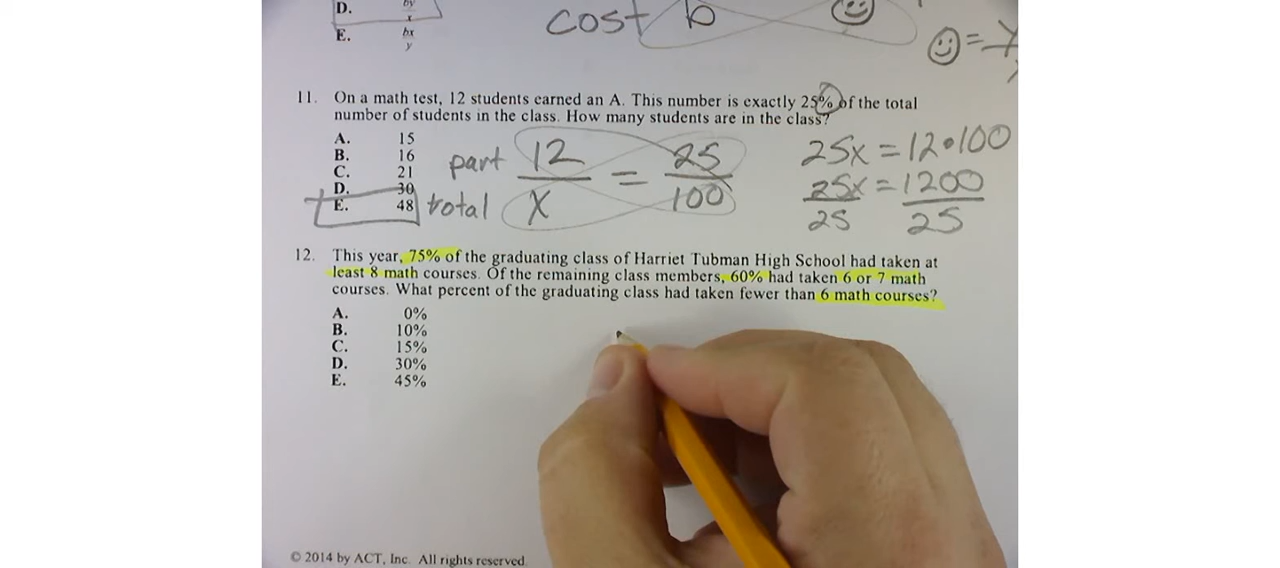 D. by/x
cost b
E. bx/y
=
11. On a math test, 12 students earned an A. This number is exactly 25% of the total
number of students in the class. How many students are in the class?
A. 15
B. 16
C. 21
D. 30
E. 48
part 12 = 25
total x 100
25x = 12•100
25x = 1200
25 25
12. This year, 75% of the graduating class of Harriet Tubman High School had taken at
least 8 math courses. Of the remaining class members, 60% had taken 6 or 7 math
courses. What percent of the graduating class had taken fewer than 6 math courses?
A. 0%
B. 10%
C. 15%
D. 30%
E. 45%
© 2014 by ACT, Inc. All rights reserved.